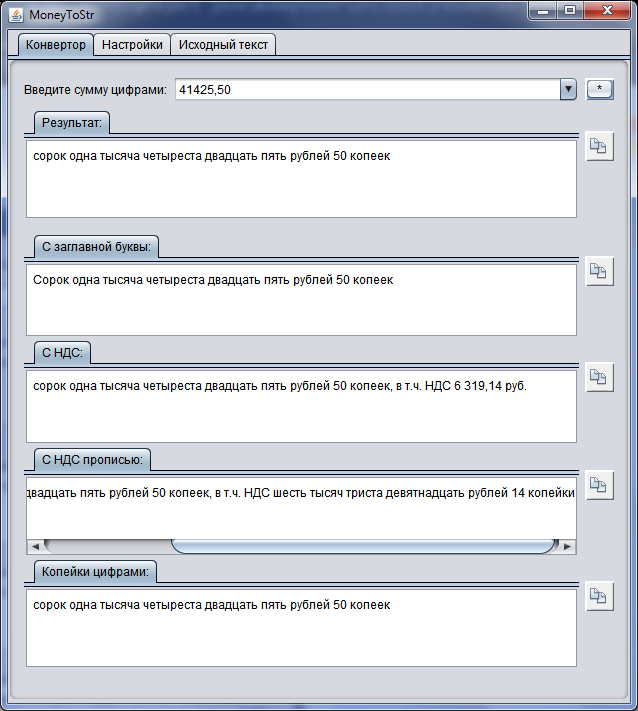 MoneyToStr
Конвертор Настройки Исходный текст
Введите сумму цифрами: 41425,50 *
Результат:
сорок одна тысяча четыреста двадцать пять рублей 50 копеек
С заглавной буквы:
Сорок одна тысяча четыреста двадцать пять рублей 50 копеек
С НДС:
сорок одна тысяча четыреста двадцать пять рублей 50 копеек, в т.ч. НДС 6 319,14 руб.
С НДС прописью:
двадцать пять рублей 50 копеек, в т.ч. НДС шесть тысяч триста девятнадцать рублей 14 копейки
Копейки цифрами:
сорок одна тысяча четыреста двадцать пять рублей 50 копеек